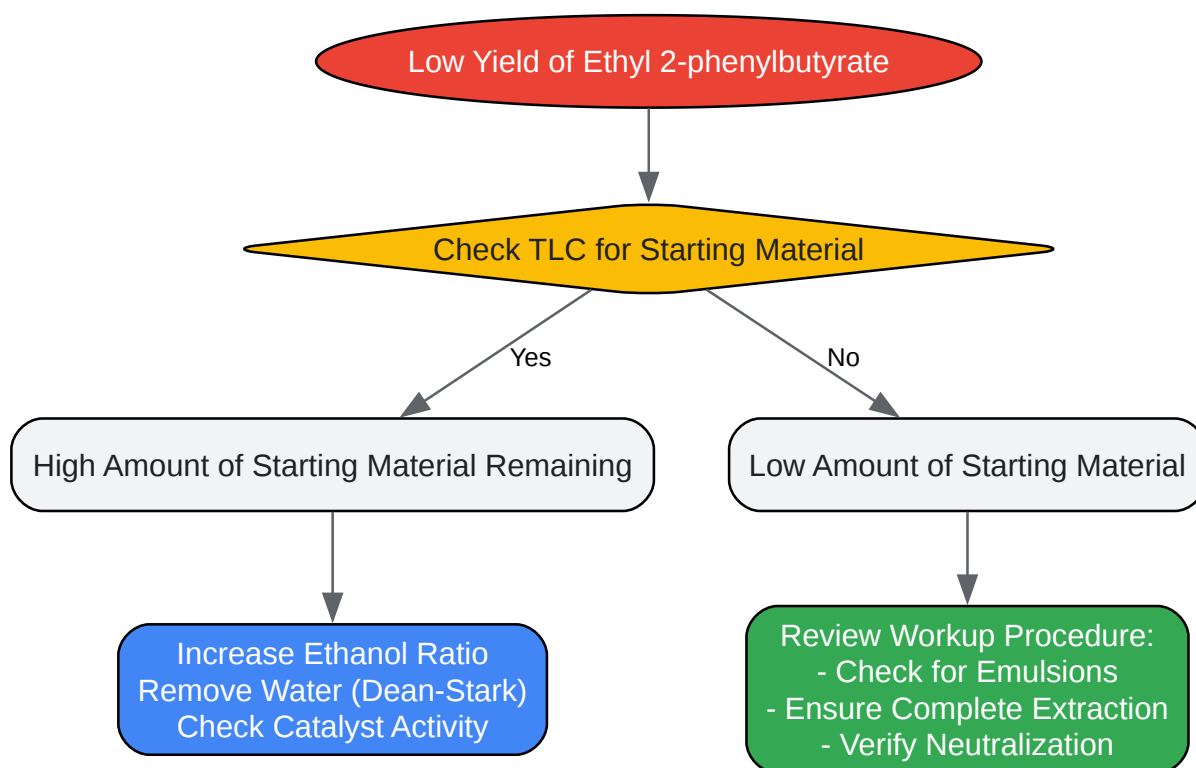 Low Yield of Ethyl 2-phenylbutyrate
Check TLC for Starting Material
Yes
No
High Amount of Starting Material Remaining
Low Amount of Starting Material
Increase Ethanol Ratio
Remove Water (Dean-Stark)
Check Catalyst Activity
Review Workup Procedure:
- Check for Emulsions
- Ensure Complete Extraction
- Verify Neutralization